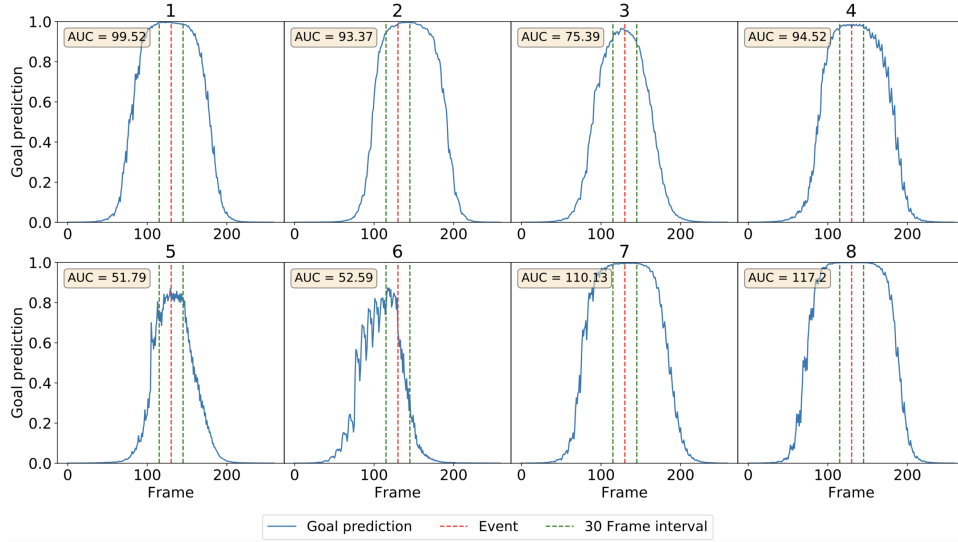 1 2 3 4
1.0 AUC = 99.52 AUC = 93.37 AUC = 75.39 AUC = 94.52
0.8
0.6
0.4
0.2
0.0
Goal prediction
0 100 200 0 100 200 0 100 200 0 100 200
5 6 7 8
1.0 AUC = 51.79 AUC = 52.59 AUC = 110.13 AUC = 117.2
0.8
0.6
0.4
0.2
0.0
Goal prediction
0 100 200 0 100 200 0 100 200 0 100 200
Frame Frame Frame Frame
Goal prediction Event 30 Frame interval